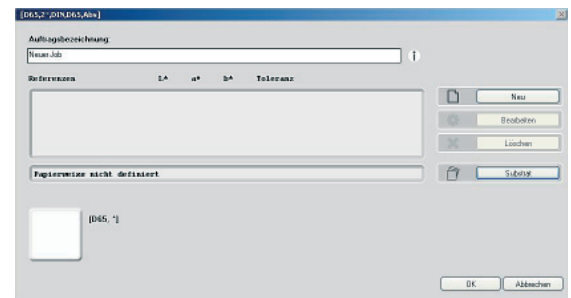 [D65,2°,DIN,D65,Abs]
Auftragsbezeichnung:
Neuer Job
Referenzen L* a* b* Toleranz
Neu
Bearbeiten
Löschen
Papierweiss nicht definiert
Substrat
[D65, °]
OK Abbrechen